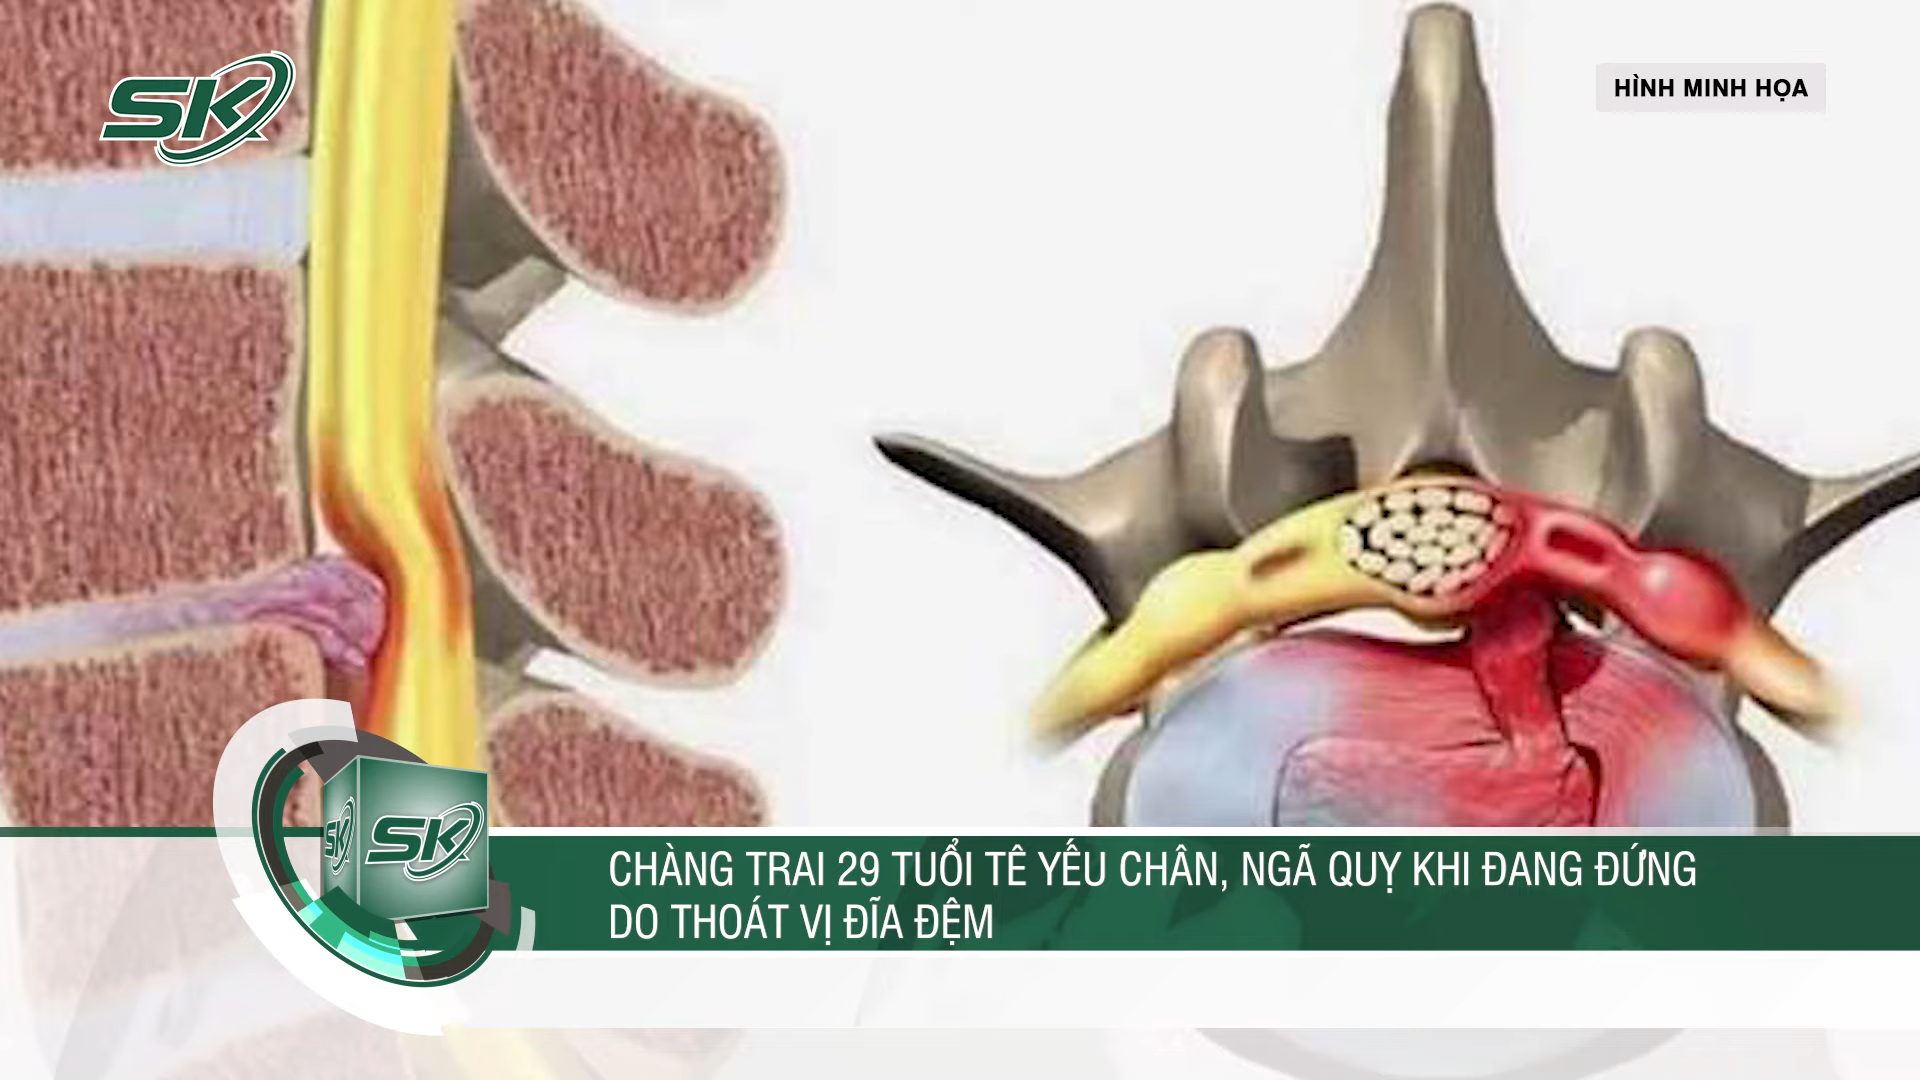 SK
HÌNH MINH HỌA
SK
SK
CHÀNG TRAI 29 TUỔI TÊ YẾU CHÂN, NGÃ QUỴ KHI ĐANG ĐỨNG
DO THOÁT VỊ ĐĨA ĐỆM